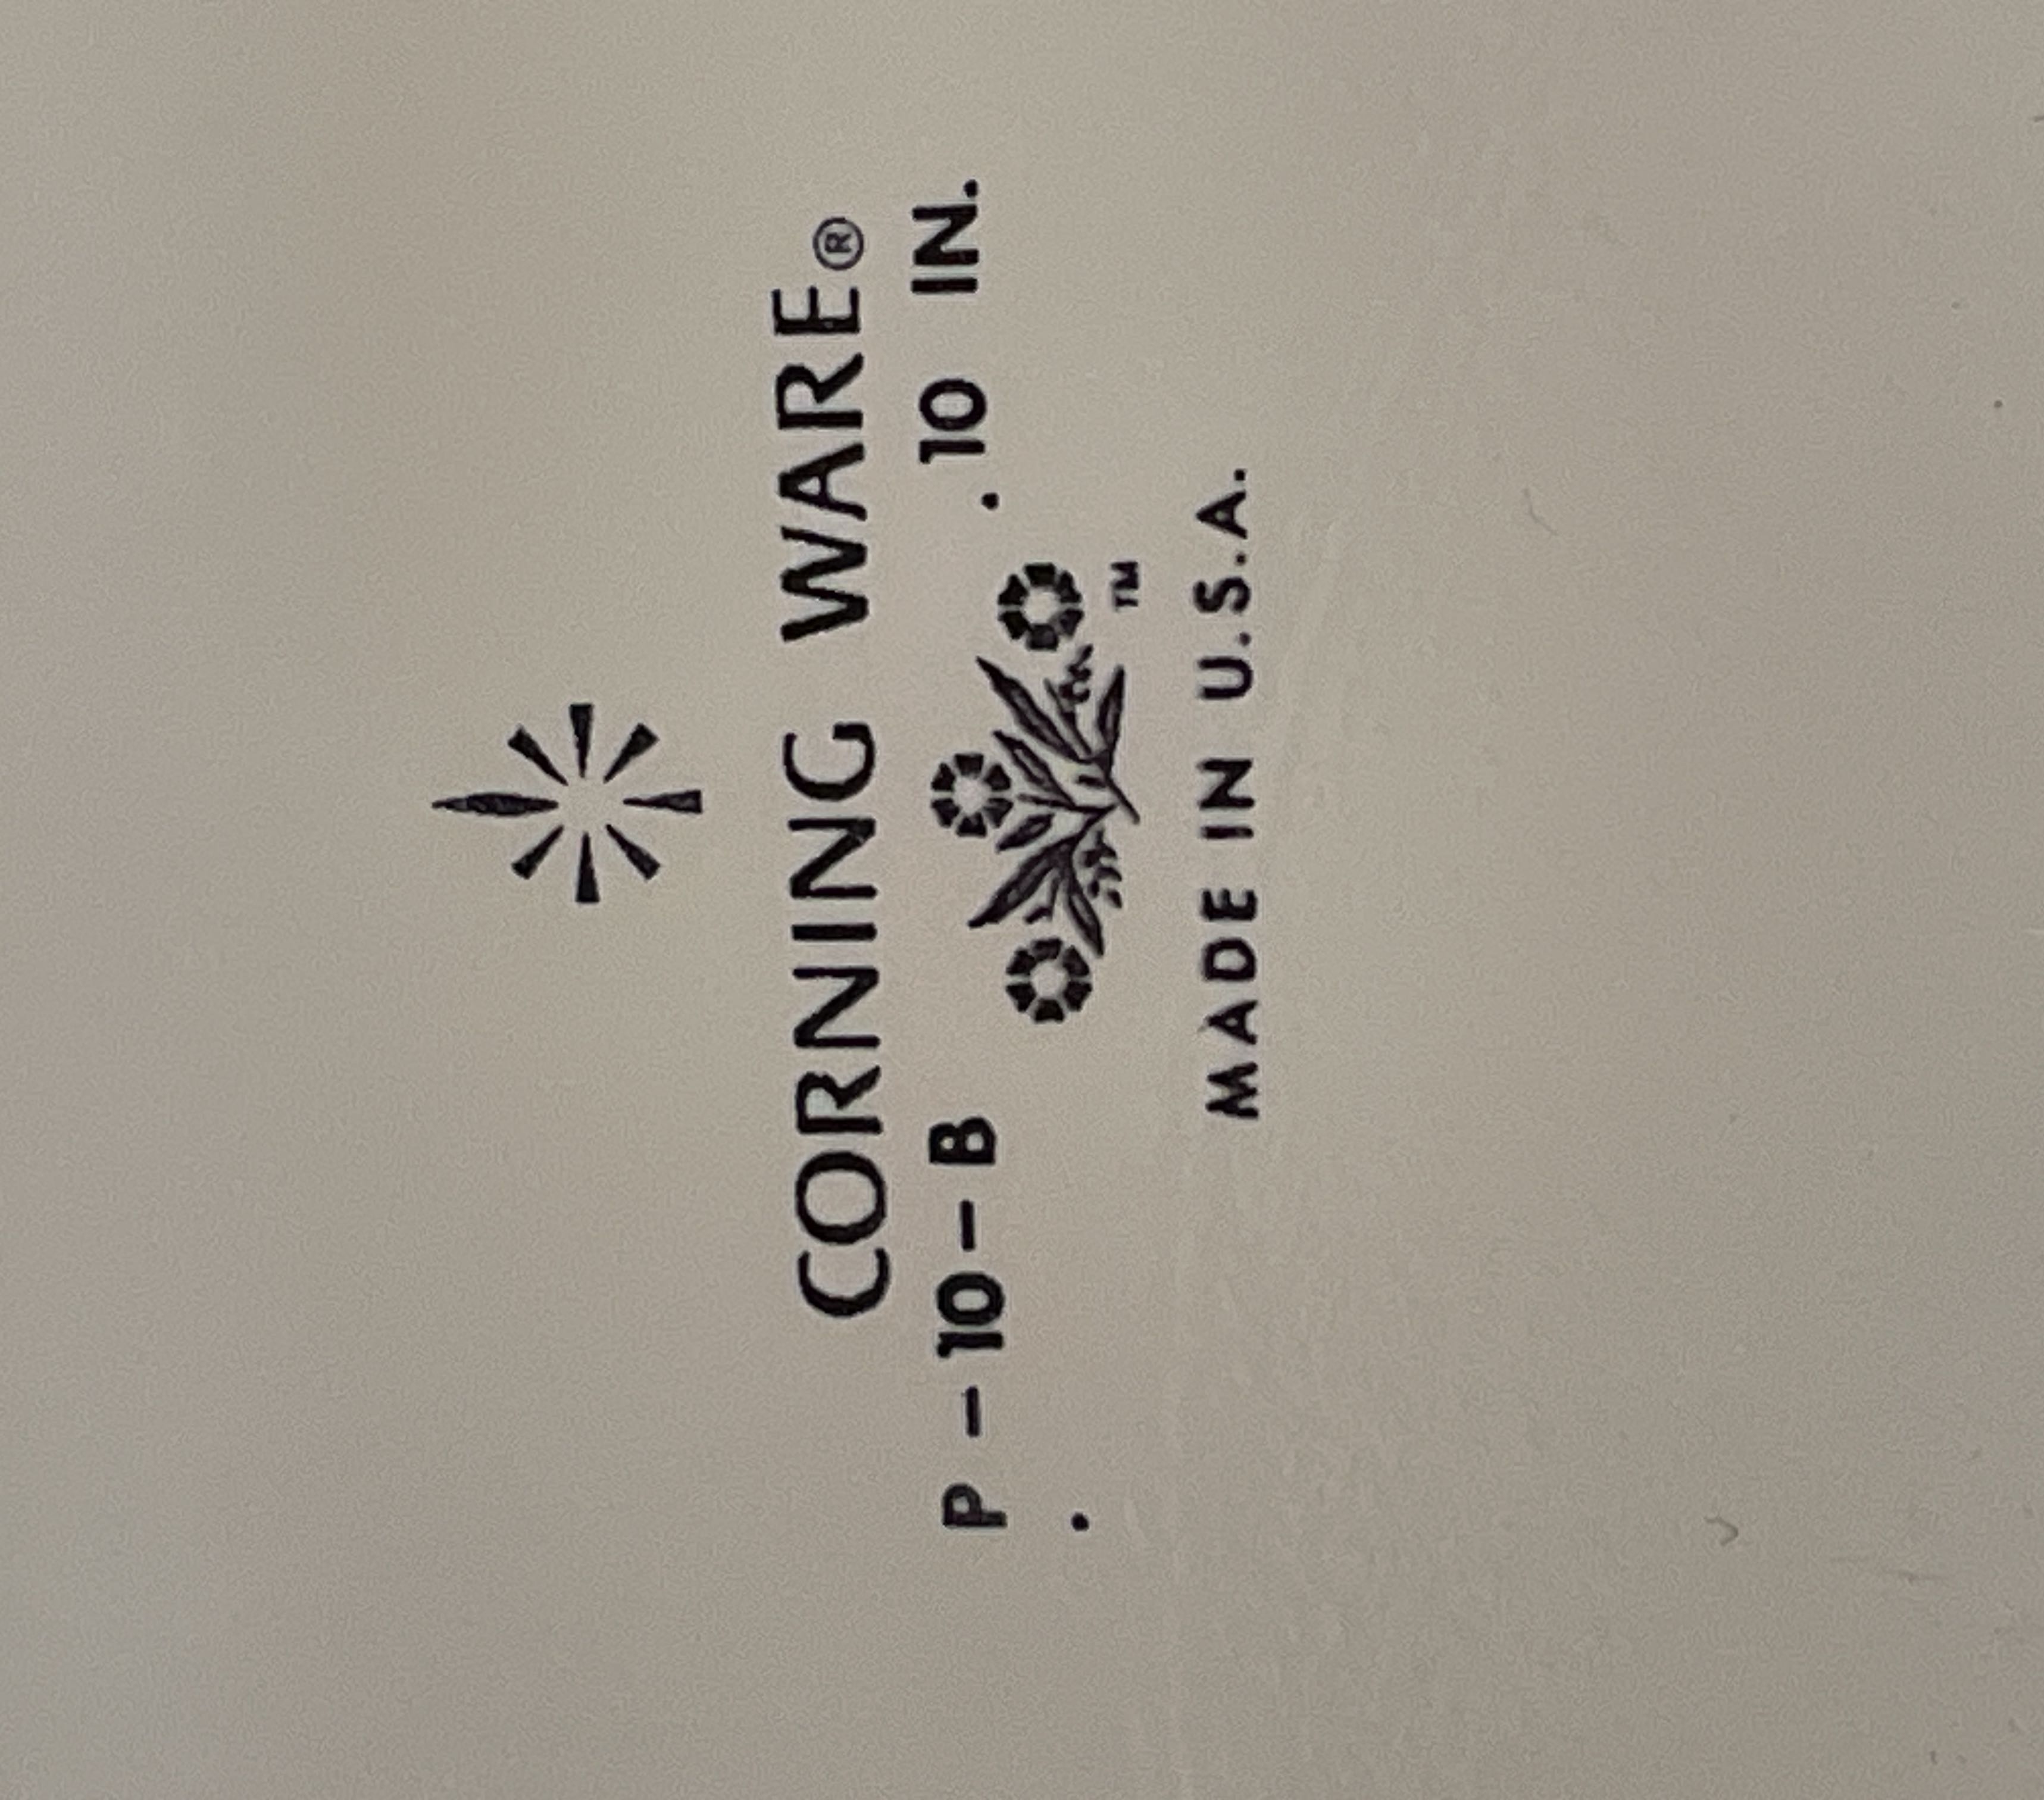 CORNING WARE®
P – 10 – B . 10 IN.
TM
MADE IN U.S.A.